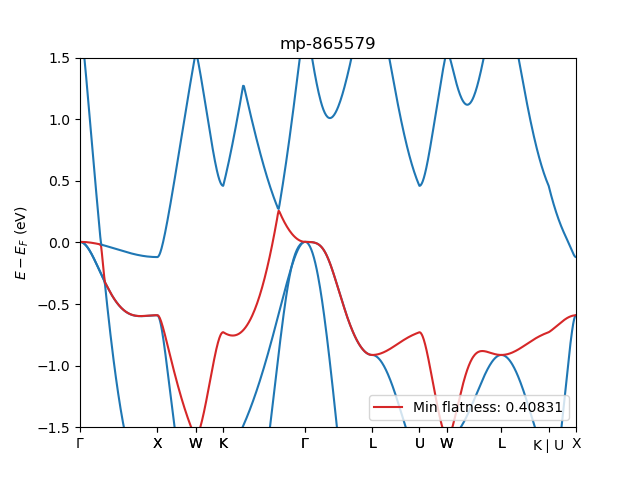 mp-865579
1.5
1.0
0.5
0.0
−0.5
−1.0
−1.5
E − E_F (eV)
Γ X W K Γ L U W L K | U X
Min flatness: 0.40831